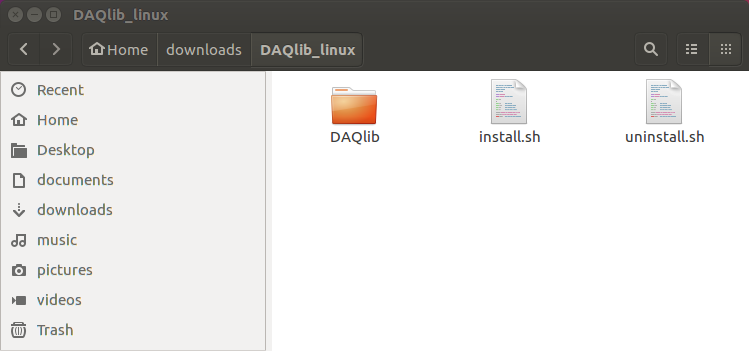 DAQlib_linux
Home downloads DAQlib_linux
Recent
Home
Desktop
documents
downloads
music
pictures
videos
Trash
DAQlib install.sh uninstall.sh